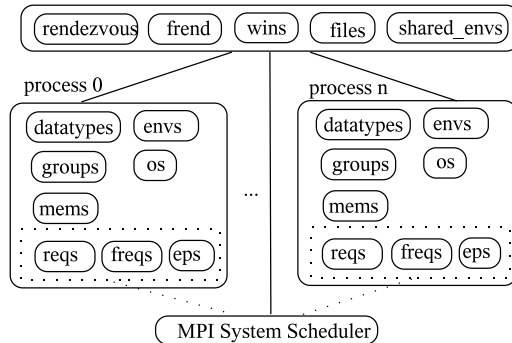 rendezvous frend wins files shared_envs
process 0 process n
datatypes envs datatypes envs
groups os groups os
...
mems mems
reqs freqs eps reqs freqs eps
MPI System Scheduler